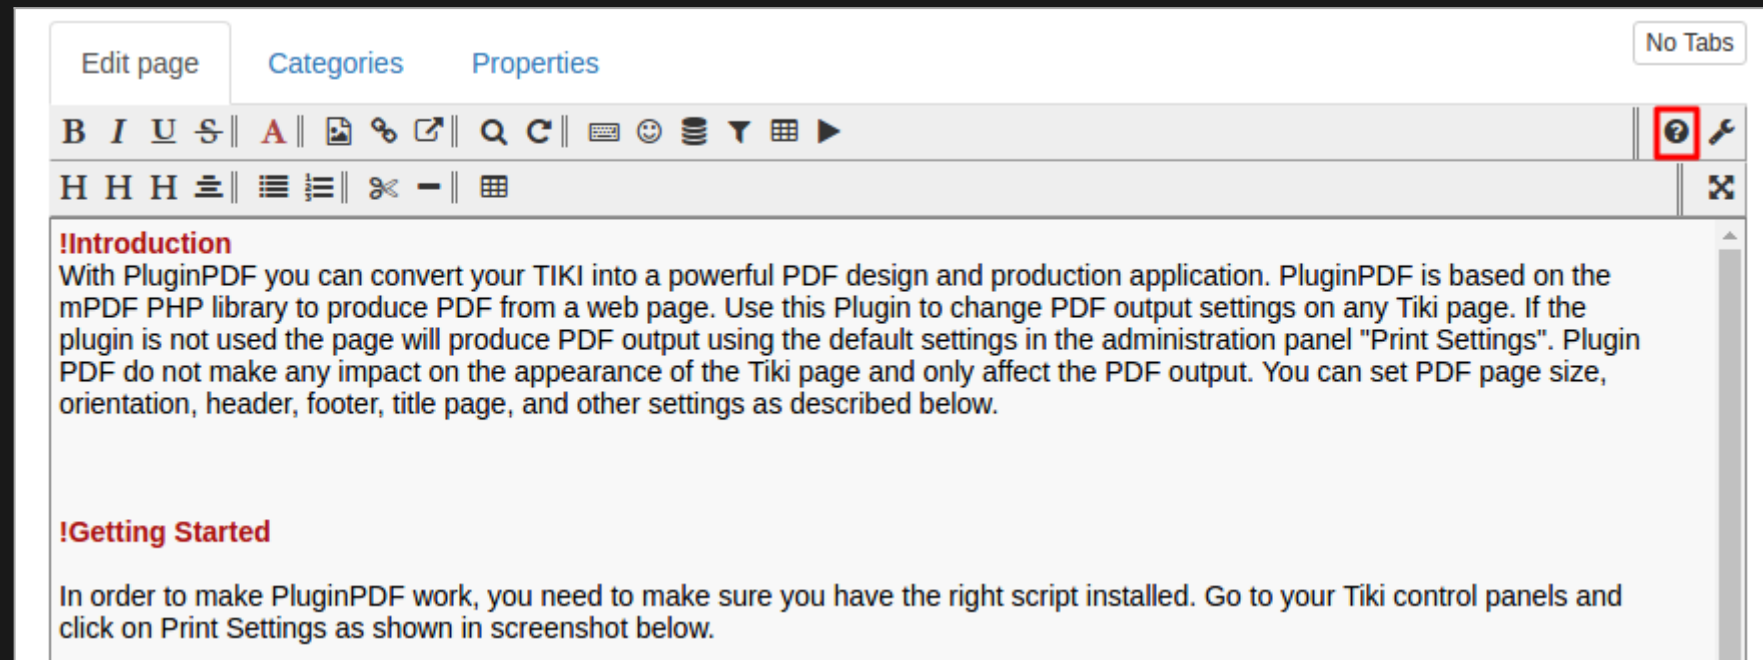 Edit page Categories Properties No Tabs
B I U S A
H H H
!Introduction
With PluginPDF you can convert your TIKI into a powerful PDF design and production application. PluginPDF is based on the
mPDF PHP library to produce PDF from a web page. Use this Plugin to change PDF output settings on any Tiki page. If the
plugin is not used the page will produce PDF output using the default settings in the administration panel "Print Settings". Plugin
PDF do not make any impact on the appearance of the Tiki page and only affect the PDF output. You can set PDF page size,
orientation, header, footer, title page, and other settings as described below.
!Getting Started
In order to make PluginPDF work, you need to make sure you have the right script installed. Go to your Tiki control panels and
click on Print Settings as shown in screenshot below.